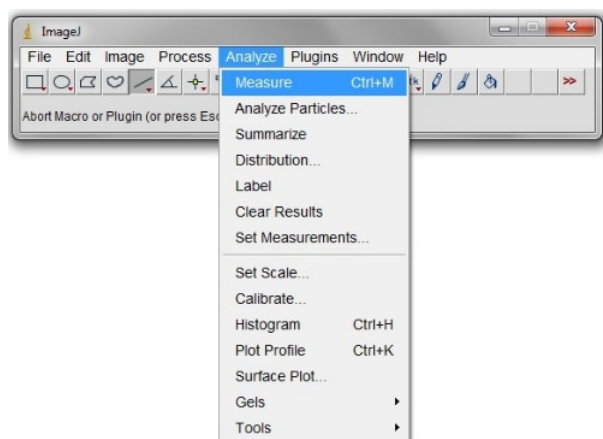 ImageJ
File Edit Image Process Analyze Plugins Window Help
>>
Abort Macro or Plugin (or press Esc
Measure Ctrl+M
Analyze Particles...
Summarize
Distribution...
Label
Clear Results
Set Measurements...
Set Scale...
Calibrate...
Histogram Ctrl+H
Plot Profile Ctrl+K
Surface Plot...
Gels
Tools